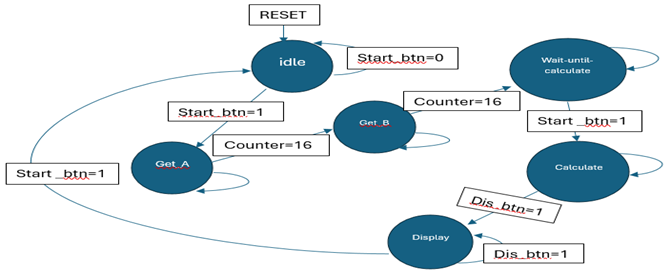 RESET
idle
Start_btn=0
Wait-until-
calculate
Start_btn=1
Counter=16
Get_B
Start _btn=1
Counter=16
Get_A
Calculate
Start _btn=1
Dis_btn=1
Display
Dis_btn=1